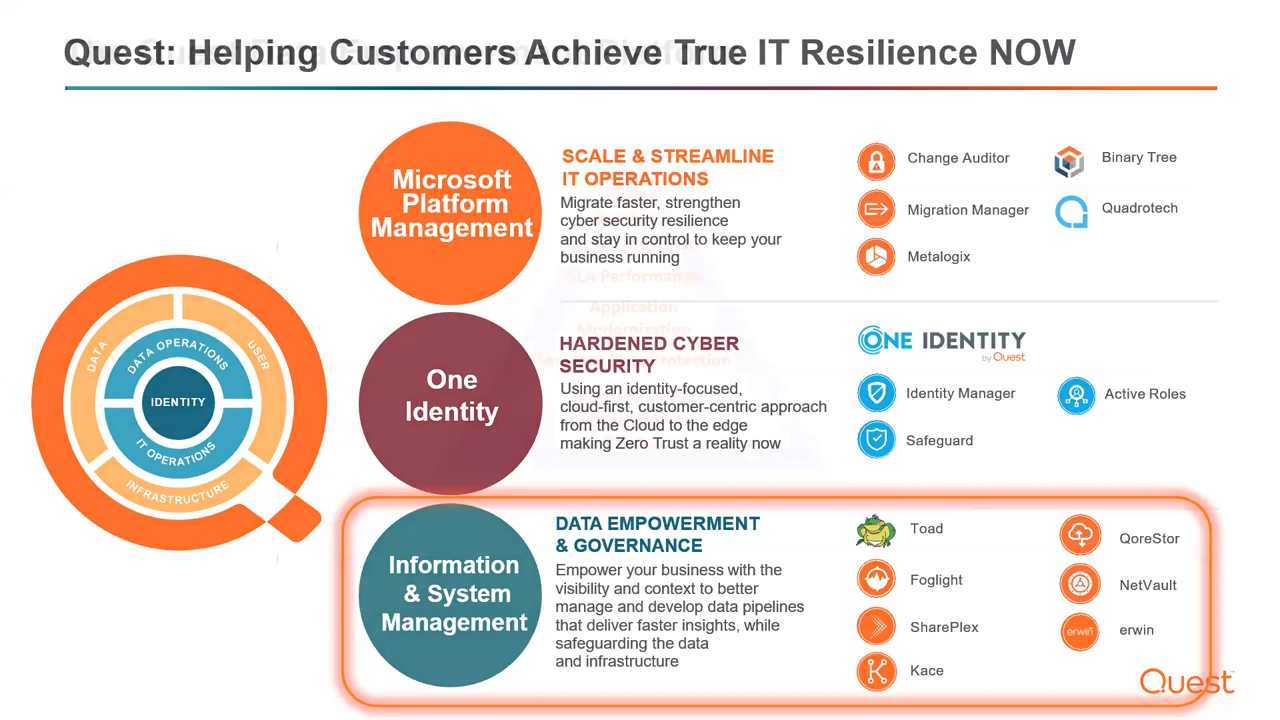 Quest: Helping Customers Achieve True IT Resilience NOW
Microsoft
Platform
Management
SCALE & STREAMLINE
IT OPERATIONS
Migrate faster, strengthen
cyber security resilience
and stay in control to keep your
business running
Change Auditor
Binary Tree
Migration Manager
Quadrotech
Metalogix
SLA Performance
Application
Modernization
DATA
DATA OPERATIONS
USER
IDENTITY
IT OPERATIONS
INFRASTRUCTURE
One
Identity
HARDENED CYBER
SECURITY
Using an identity-focused,
cloud-first, customer-centric approach
from the Cloud to the edge
making Zero Trust a reality now
ONE IDENTITY
by Quest
Identity Manager
Active Roles
Safeguard
Information
& System
Management
DATA EMPOWERMENT
& GOVERNANCE
Empower your business with the
visibility and context to better
manage and develop data pipelines
that deliver faster insights, while
safeguarding the data
and infrastructure
Toad
QoreStor
Foglight
NetVault
SharePlex
erwin
erwin
Kace
Quest